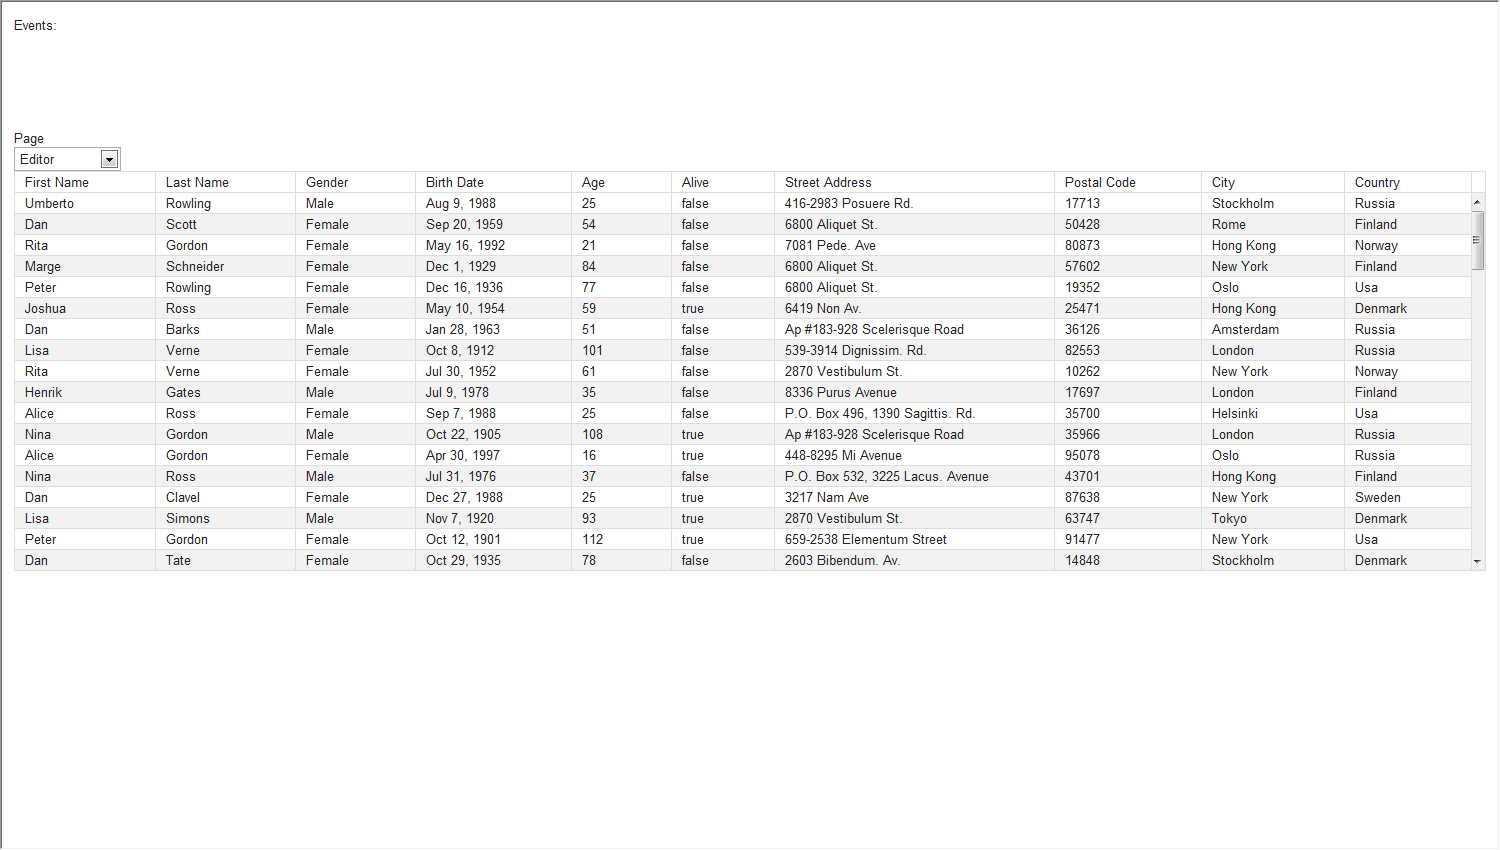 Events:
Page
Editor
First Name Last Name Gender Birth Date Age Alive Street Address Postal Code City Country
Umberto Rowling Male Aug 9, 1988 25 false 416-2983 Posuere Rd. 17713 Stockholm Russia
Dan Scott Female Sep 20, 1959 54 false 6800 Aliquet St. 50428 Rome Finland
Rita Gordon Female May 16, 1992 21 false 7081 Pede. Ave 80873 Hong Kong Norway
Marge Schneider Female Dec 1, 1929 84 false 6800 Aliquet St. 57602 New York Finland
Peter Rowling Female Dec 16, 1936 77 false 6800 Aliquet St. 19352 Oslo Usa
Joshua Ross Female May 10, 1954 59 true 6419 Non Av. 25471 Hong Kong Denmark
Dan Barks Male Jan 28, 1963 51 false Ap #183-928 Scelerisque Road 36126 Amsterdam Russia
Lisa Verne Female Oct 8, 1912 101 false 539-3914 Dignissim. Rd. 82553 London Russia
Rita Verne Female Jul 30, 1952 61 false 2870 Vestibulum St. 10262 New York Norway
Henrik Gates Male Jul 9, 1978 35 false 8336 Purus Avenue 17697 London Finland
Alice Ross Female Sep 7, 1988 25 false P.O. Box 496, 1390 Sagittis. Rd. 35700 Helsinki Usa
Nina Gordon Male Oct 22, 1905 108 true Ap #183-928 Scelerisque Road 35966 London Russia
Alice Gordon Female Apr 30, 1997 16 true 448-8295 Mi Avenue 95078 Oslo Russia
Nina Ross Male Jul 31, 1976 37 false P.O. Box 532, 3225 Lacus. Avenue 43701 Hong Kong Finland
Dan Clavel Female Dec 27, 1988 25 true 3217 Nam Ave 87638 New York Sweden
Lisa Simons Male Nov 7, 1920 93 true 2870 Vestibulum St. 63747 Tokyo Denmark
Peter Gordon Female Oct 12, 1901 112 true 659-2538 Elementum Street 91477 New York Usa
Dan Tate Female Oct 29, 1935 78 false 2603 Bibendum. Av. 14848 Stockholm Denmark